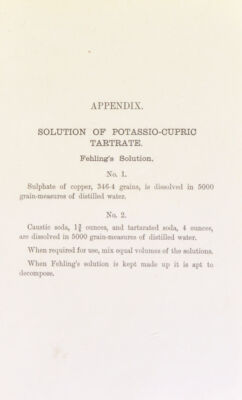 APPENDIX.
SOLUTION OF POTASSIO-CUPRIC
TARTRATE.
Fehling's Solution.
No. 1.
Sulphate of copper, 346·4 grains, is dissolved in 5000
grain-measures of distilled water.
No. 2.
Caustic soda, 1¾ ounces, and tartarated soda, 4 ounces,
are dissolved in 5000 grain-measures of distilled water.
When required for use, mix equal volumes of the solutions.
When Fehling's solution is kept made up it is apt to
decompose.